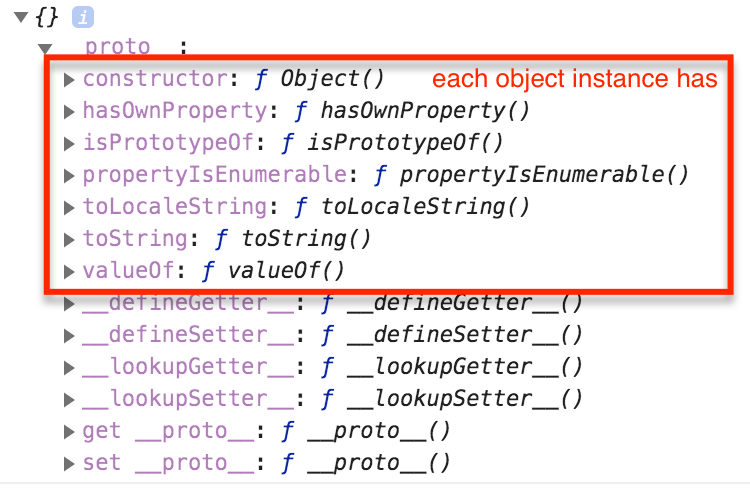 {} i
__proto__:
constructor: ƒ Object() each object instance has
hasOwnProperty: ƒ hasOwnProperty()
isPrototypeOf: ƒ isPrototypeOf()
propertyIsEnumerable: ƒ propertyIsEnumerable()
toLocaleString: ƒ toLocaleString()
toString: ƒ toString()
valueOf: ƒ valueOf()
__defineGetter__: ƒ __defineGetter__()
__defineSetter__: ƒ __defineSetter__()
__lookupGetter__: ƒ __lookupGetter__()
__lookupSetter__: ƒ __lookupSetter__()
get __proto__: ƒ __proto__()
set __proto__: ƒ __proto__()